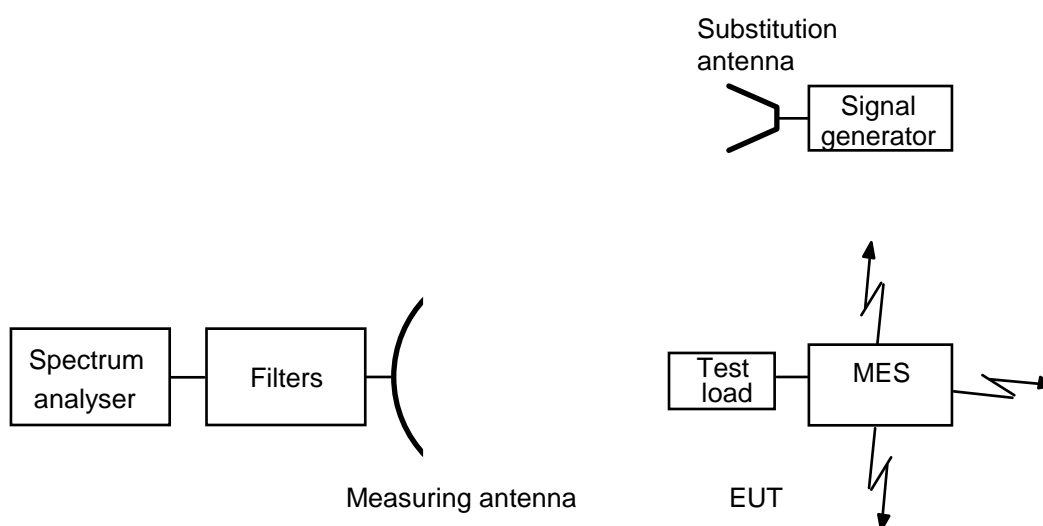 Substitution
antenna
Signal
generator
Spectrum
analyser
Filters
Test
load
MES
Measuring antenna
EUT